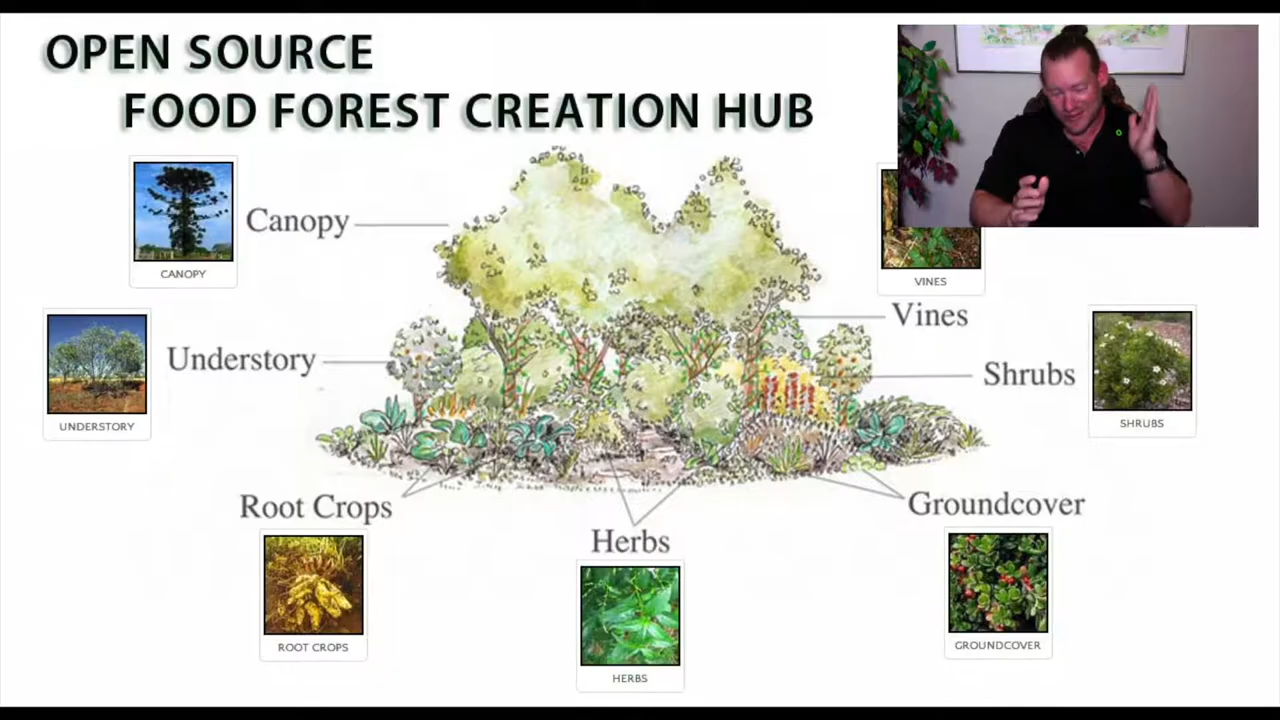 OPEN SOURCE
FOOD FOREST CREATION HUB
CANOPY
Canopy
VINES
Vines
UNDERSTORY
Understory
Shrubs
SHRUBS
Root Crops
ROOT CROPS
Herbs
HERBS
Groundcover
GROUNDCOVER